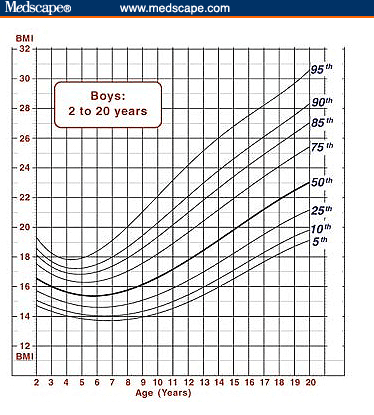 Medscape® www.medscape.com
BMI
32
30
28
26
24
22
20
18
16
14
12
BMI
Boys:
2 to 20 years
95th
90th
85th
75th
50th
25th
10th
5th
2 3 4 5 6 7 8 9 10 11 12 13 14 15 16 17 18 19 20
Age (Years)